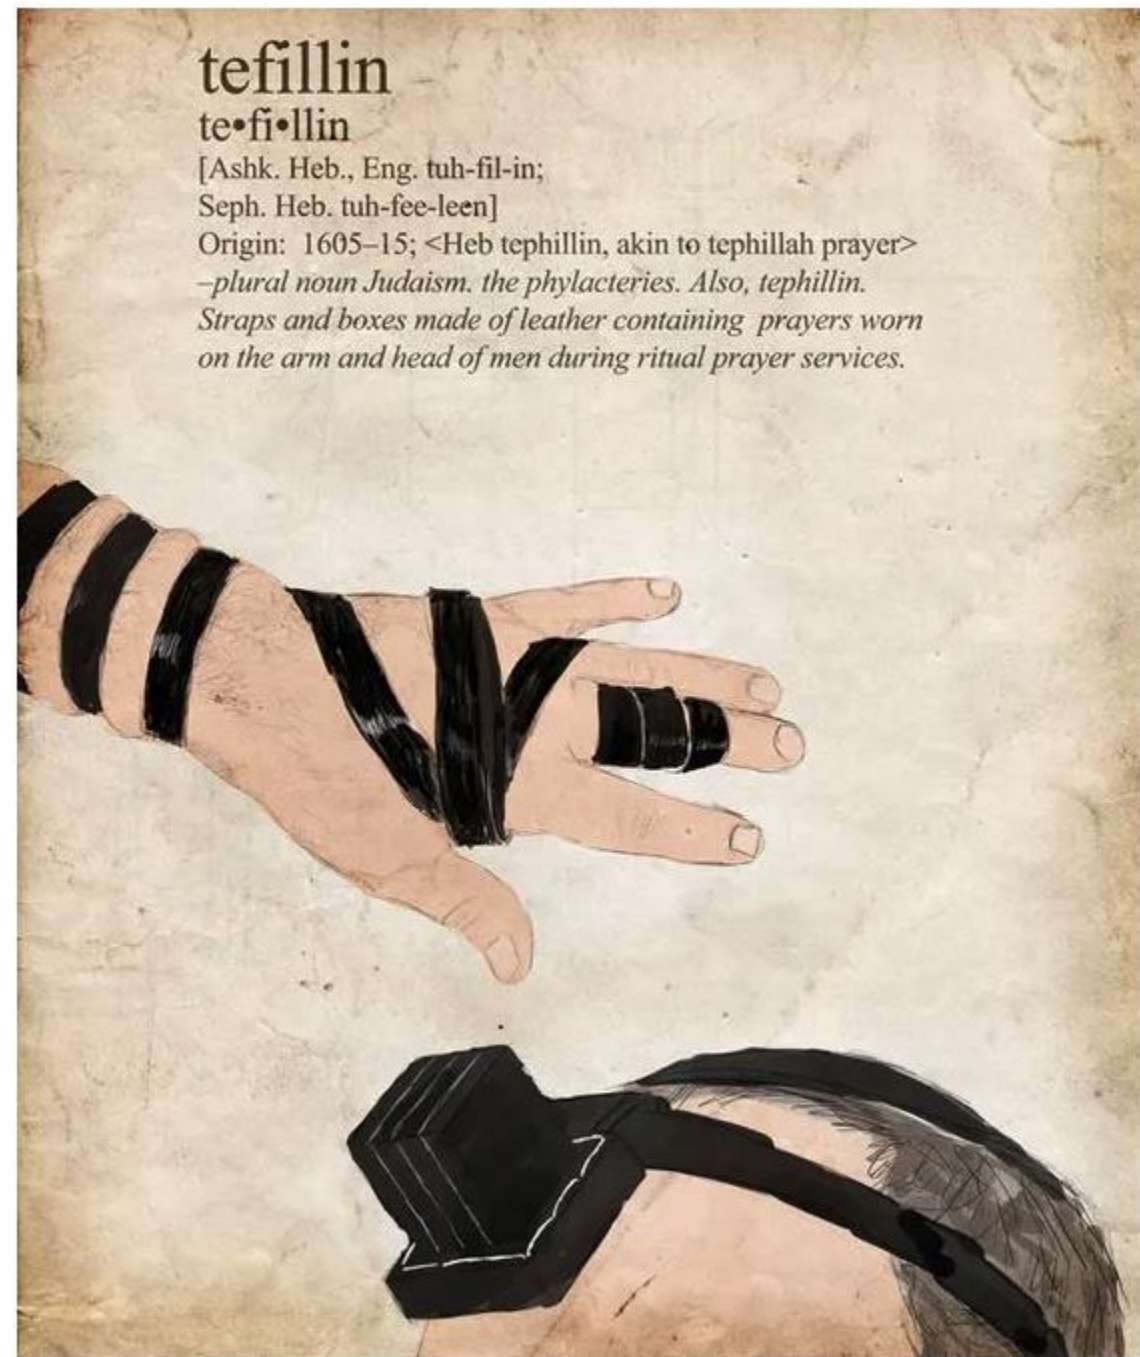 tefillin
te•fi•llin
[Ashk. Heb., Eng. tuh-fil-in;
Seph. Heb. tuh-fee-leen]
Origin:  1605–15; <Heb tephillin, akin to tephillah prayer>
–plural noun Judaism. the phylacteries. Also, tephillin.
Straps and boxes made of leather containing  prayers worn
on the arm and head of men during ritual prayer services.